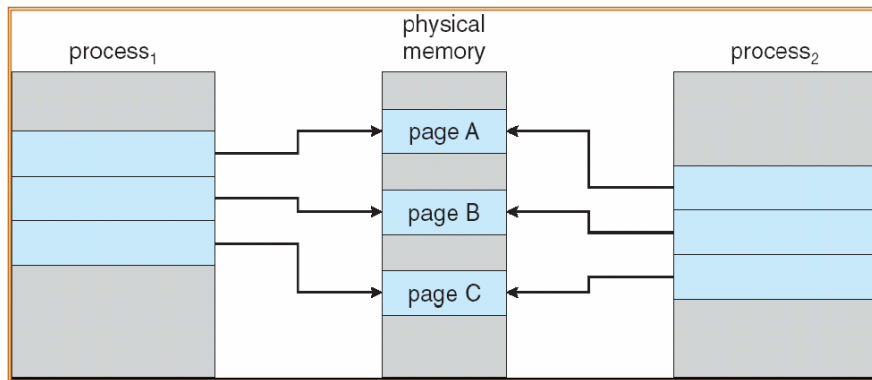 process₁
physical
memory
process₂
page A
page B
page C